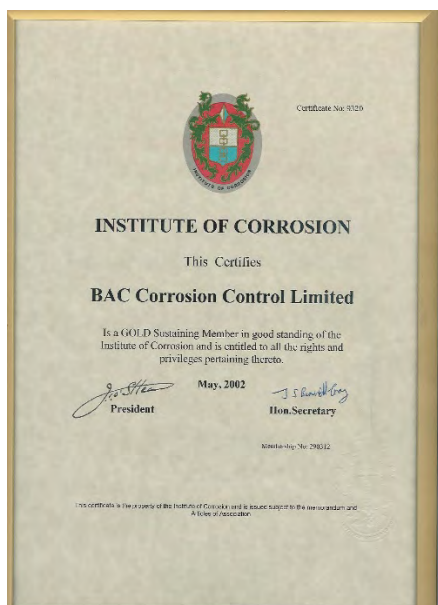 Certificate No: 9320
INSTITUTE OF CORROSION
INSTITUTE OF CORROSION
This Certifies
BAC Corrosion Control Limited
Is a GOLD Sustaining Member in good standing of the
Institute of Corrosion and is entitled to all the rights and
privileges pertaining thereto.
May, 2002
President
Hon.Secretary
Membership No:
This certificate is the property of the Institute of Corrosion and is issued subject to the memorandum and
Articles of Association